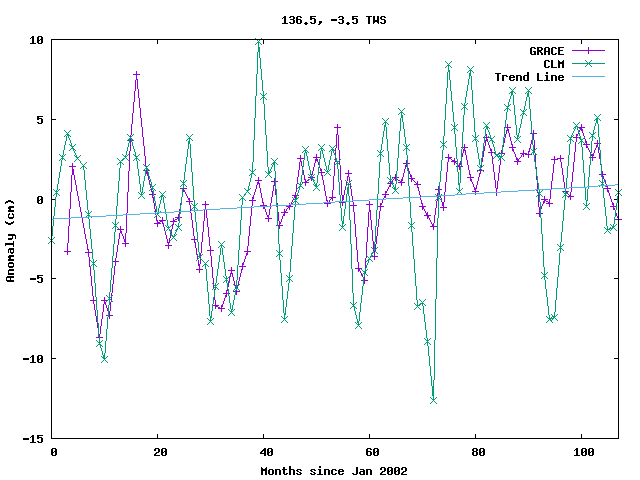 136.5, -3.5 TWS
GRACE
CLM
Trend Line
Anomaly (cm)
10
5
0
-5
-10
-15
0 20 40 60 80 100
Months since Jan 2002